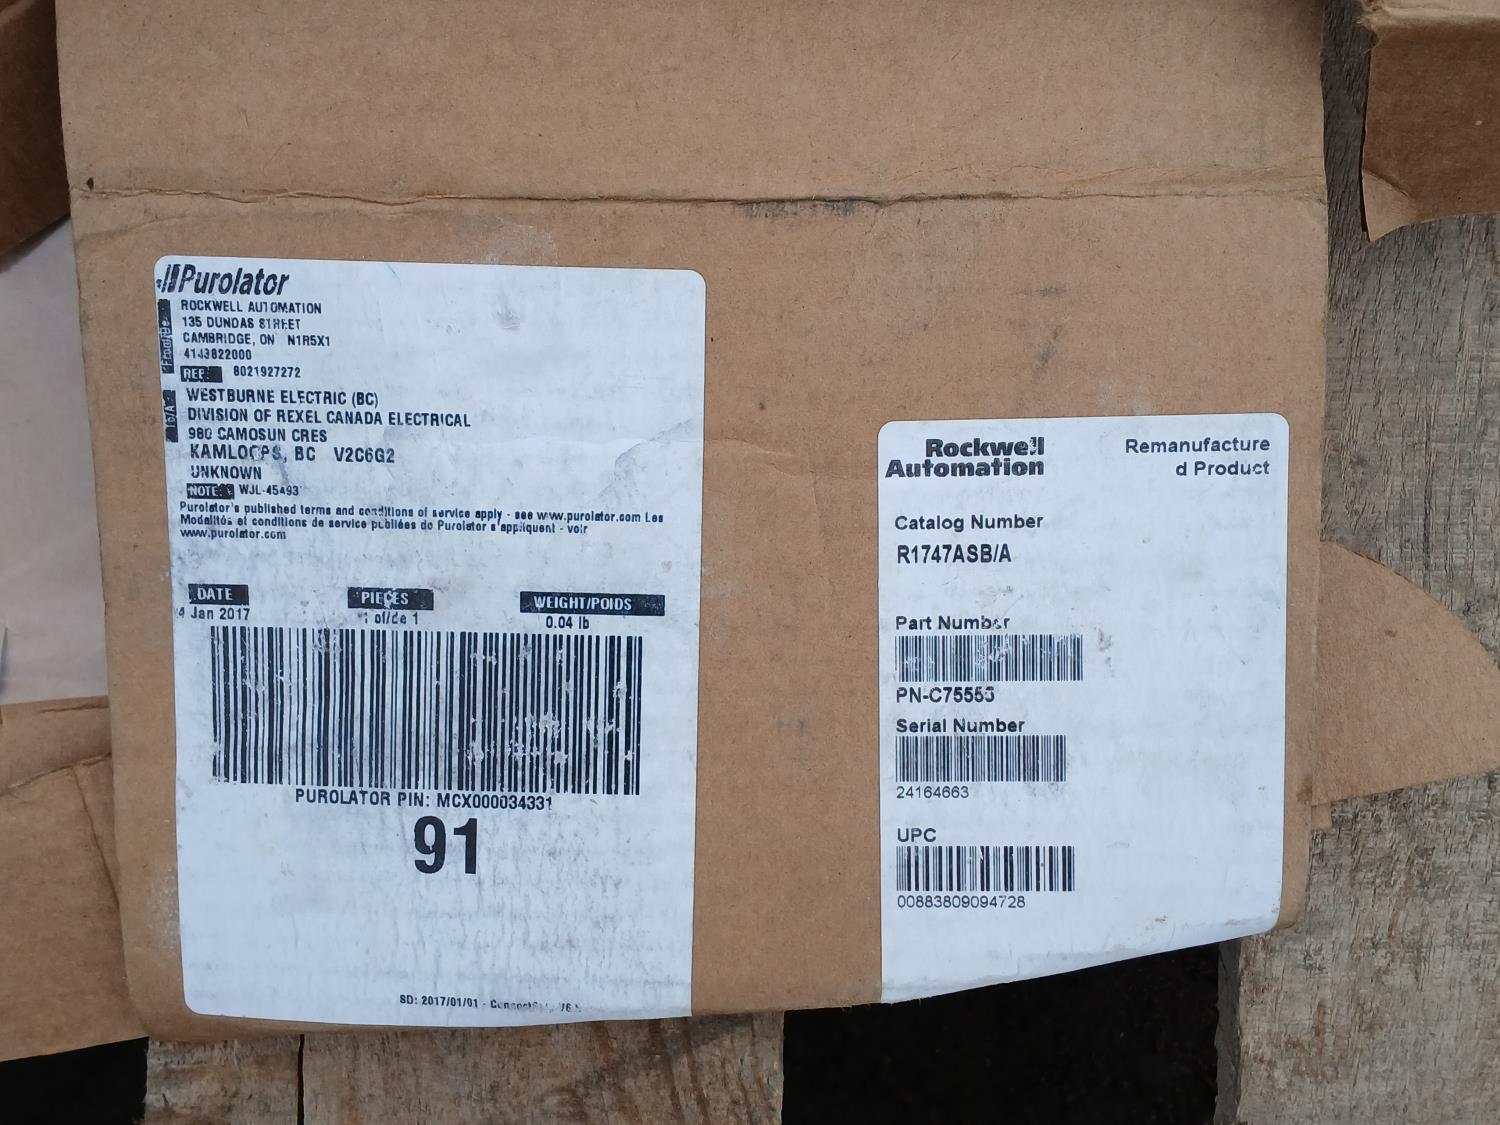 Purolator
ROCKWELL AUTOMATION
135 DUNDAS STREET
CAMBRIDGE, ON N1R5X1
4143822000
REF: 8021927272
WESTBURNE ELECTRIC (BC)
DIVISION OF REXEL CANADA ELECTRICAL
980 CAMOSUN CRES
KAMLOOPS, BC V2C6G2
UNKNOWN
NOTE: WJL-45493
Purolator's published terms and conditions of service apply - see www.purolator.com Les
Modalités et conditions de service publiées de Purolator s'appliquent - voir
www.purolator.com
DATE PIECES WEIGHT/POIDS
4 Jan 2017 1 of/de 1 0.04 lb
PUROLATOR PIN: MCX000034331
91
SD: 2017/01/01 -
Rockwell Automation
Remanufacture
d Product
Catalog Number
R1747ASB/A
Part Number
PN-C75553
Serial Number
24164663
UPC
00883809094728